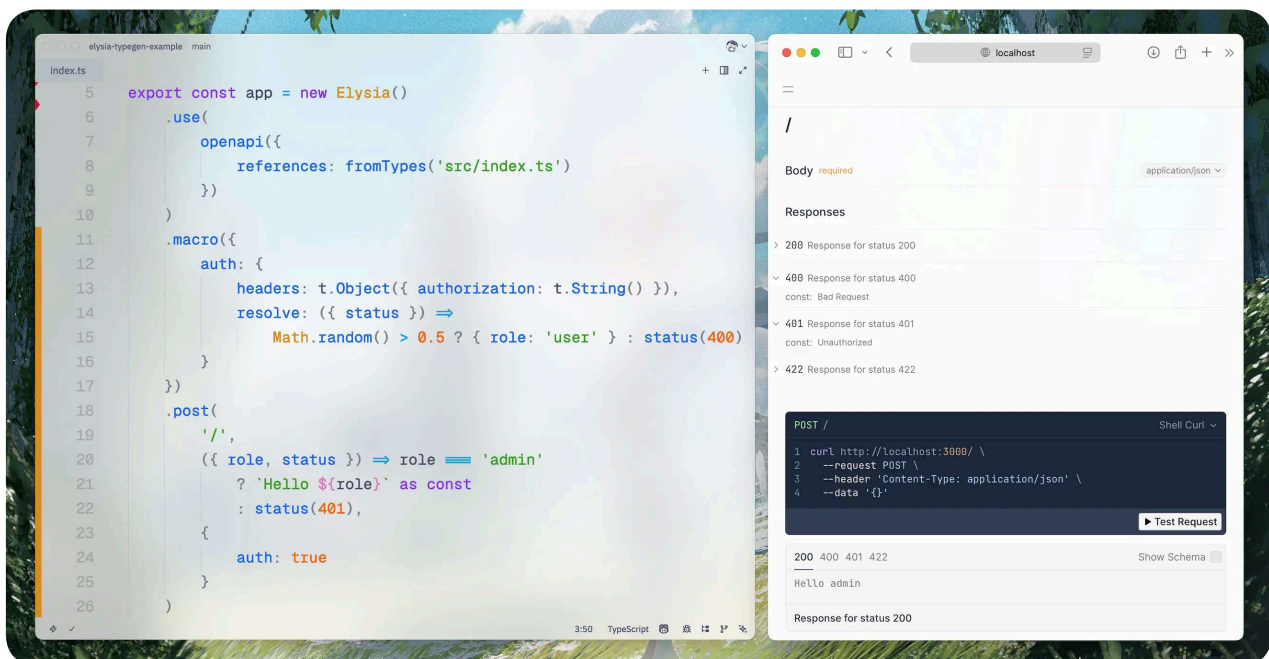 elysia-typegen-example main
index.ts
5 export const app = new Elysia()
6 .use(
7 openapi({
8 references: fromTypes('src/index.ts')
9 })
10 )
11 .macro({
12 auth: {
13 headers: t.Object({ authorization: t.String() }),
14 resolve: ({ status }) ⇒
15 Math.random() > 0.5 ? { role: 'user' } : status(400)
16 }
17 })
18 .post(
19 '/',
20 ({ role, status }) ⇒ role === 'admin'
21 ? `Hello ${role}` as const
22 : status(401),
23 {
24 auth: true
25 }
26 )
3:50 TypeScript
localhost
/
Body required application/json
Responses
200 Response for status 200
400 Response for status 400
const: Bad Request
401 Response for status 401
const: Unauthorized
422 Response for status 422
POST / Shell Curl
1 curl http://localhost:3000/ \
2 --request POST \
3 --header 'Content-Type: application/json' \
4 --data '{}'
Test Request
200 400 401 422 Show Schema
Hello admin
Response for status 200